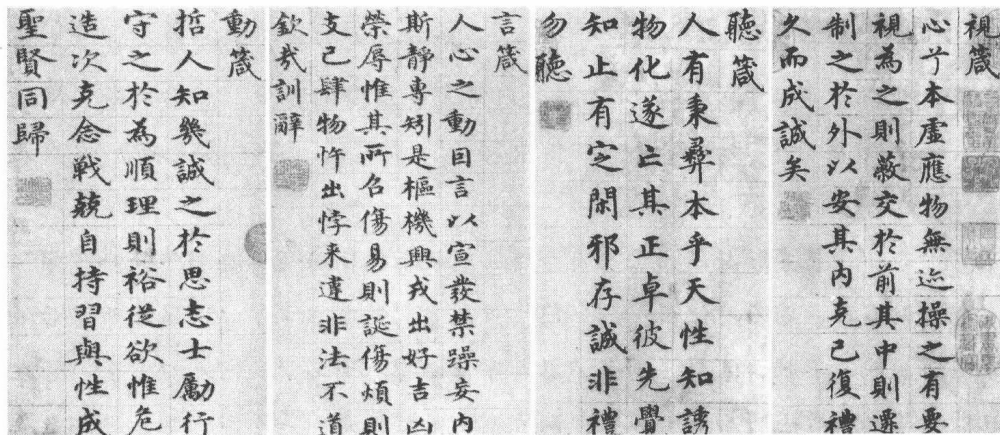 視箴
心兮本虛應物無迹操之有要
視為之則蔽交於前其中則遷
制之於外以安其內克己復禮
久而成誠矣
聽箴
人有秉彝本乎天性知誘
物化遂亡其正卓彼先覺
知止有定閑邪存誠非禮
勿聽
言箴
人心之動因言以宣發禁躁妄內
斯靜專矧是樞機興戎出好吉凶
榮辱惟其所召傷易則誕傷煩則
支己肆物忤出悖来違非法不道
欽哉訓辭
動箴
哲人知幾誠之於思志士勵行
守之於為順理則裕從欲惟危
造次克念戰兢自持習與性成
聖賢同歸